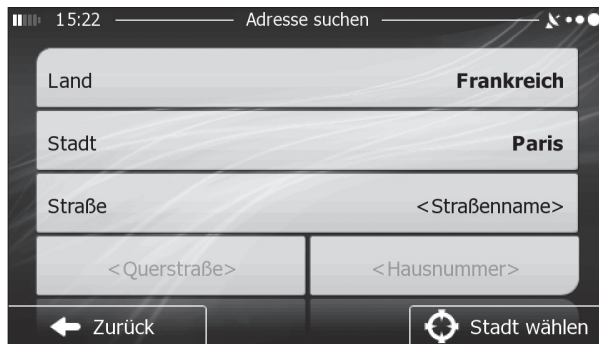 15:22 Adresse suchen
Land Frankreich
Stadt Paris
Straße <Straßenname>
<Querstraße> <Hausnummer>
Zurück Stadt wählen